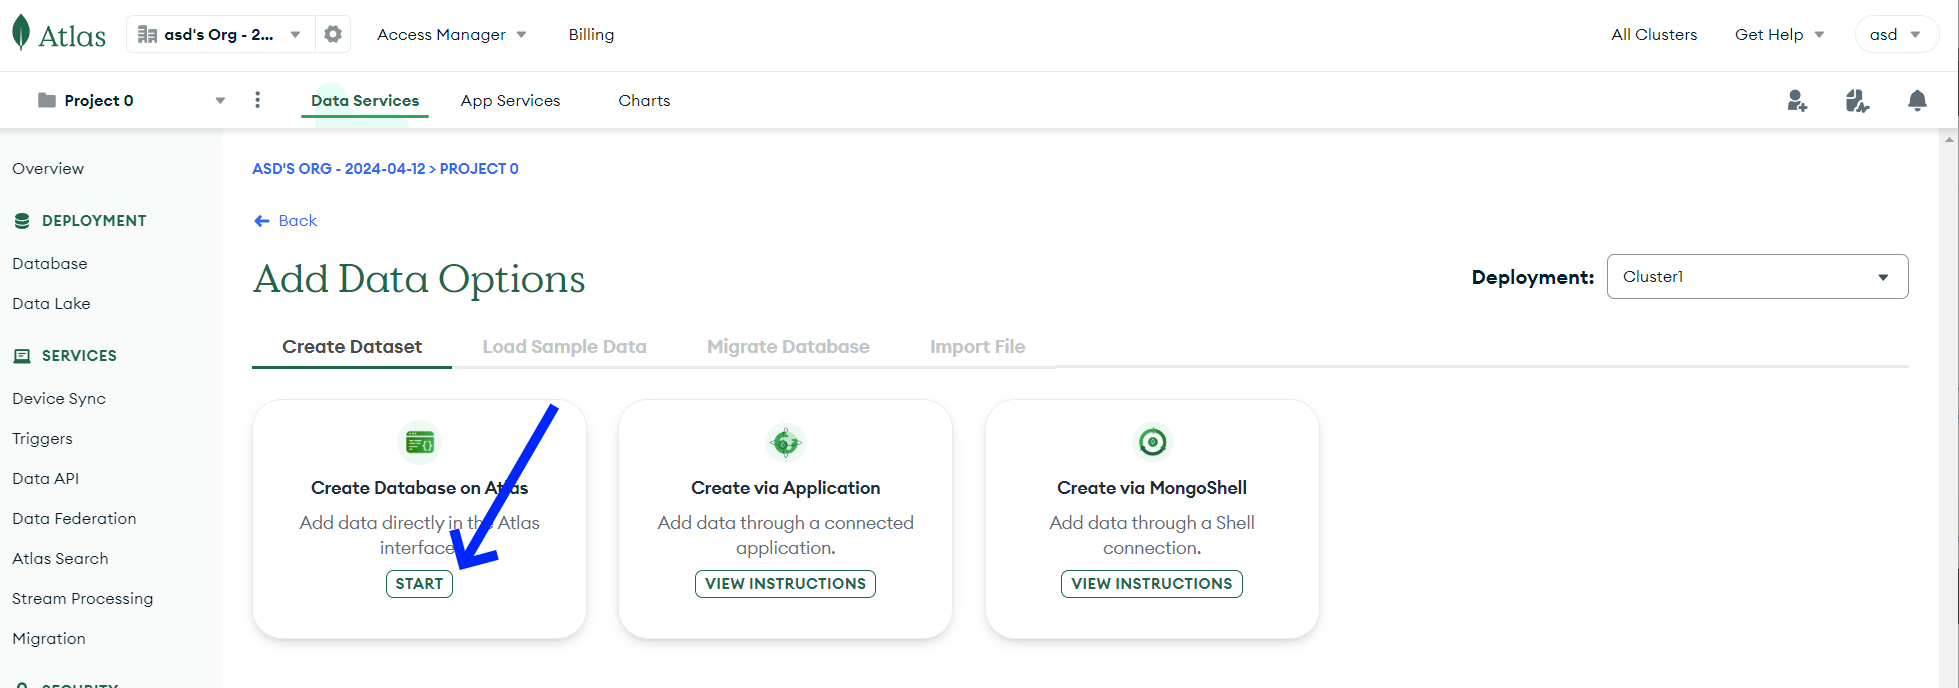 Atlas
asd's Org - 2...
Access Manager
Billing
All Clusters
Get Help
asd
Project 0
Data Services
App Services
Charts
Overview
DEPLOYMENT
Database
Data Lake
SERVICES
Device Sync
Triggers
Data API
Data Federation
Atlas Search
Stream Processing
Migration
SECURITY
ASD'S ORG - 2024-04-12 > PROJECT 0
Back
Add Data Options
Deployment:
Cluster1
Create Dataset
Load Sample Data
Migrate Database
Import File
Create Database on Atlas
Add data directly in the Atlas
interface.
START
Create via Application
Add data through a connected
application.
VIEW INSTRUCTIONS
Create via MongoShell
Add data through a Shell
connection.
VIEW INSTRUCTIONS